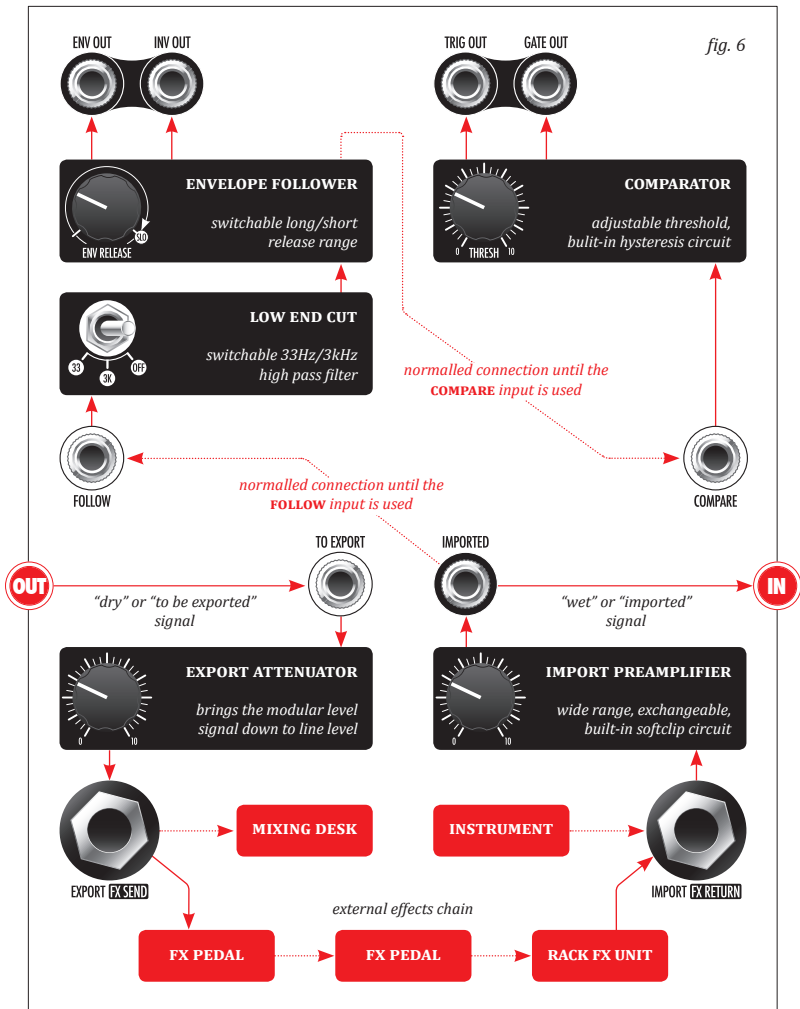 ENV OUT
INV OUT
TRIG OUT
GATE OUT
fig. 6
ENVELOPE FOLLOWER
switchable long/short
release range
SLO
ENV RELEASE
COMPARATOR
adjustable threshold,
bulit-in hysteresis circuit
0 THRESH 10
LOW END CUT
switchable 33Hz/3kHz
high pass filter
33
3K
OFF
normalled connection until the
COMPARE input is used
FOLLOW
COMPARE
normalled connection until the
FOLLOW input is used
TO EXPORT
IMPORTED
OUT
IN
"dry" or "to be exported"
signal
"wet" or "imported"
signal
EXPORT ATTENUATOR
brings the modular level
signal down to line level
0 10
IMPORT PREAMPLIFIER
wide range, exchangeable,
built-in softclip circuit
0 10
MIXING DESK
INSTRUMENT
EXPORT FX SEND
IMPORT FX RETURN
external effects chain
FX PEDAL
FX PEDAL
RACK FX UNIT